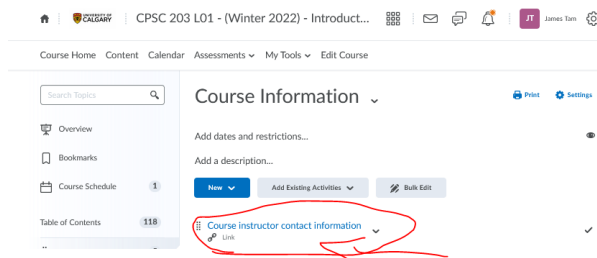 UNIVERSITY OF CALGARY CPSC 203 L01 - (Winter 2022) - Introduct... JT James Tam
Course Home Content Calendar Assessments My Tools Edit Course
Search Topics
Course Information
Print Settings
Overview
Add dates and restrictions...
Bookmarks
Add a description...
Course Schedule 1
New Add Existing Activities Bulk Edit
Table of Contents 118
Course instructor contact information
Link